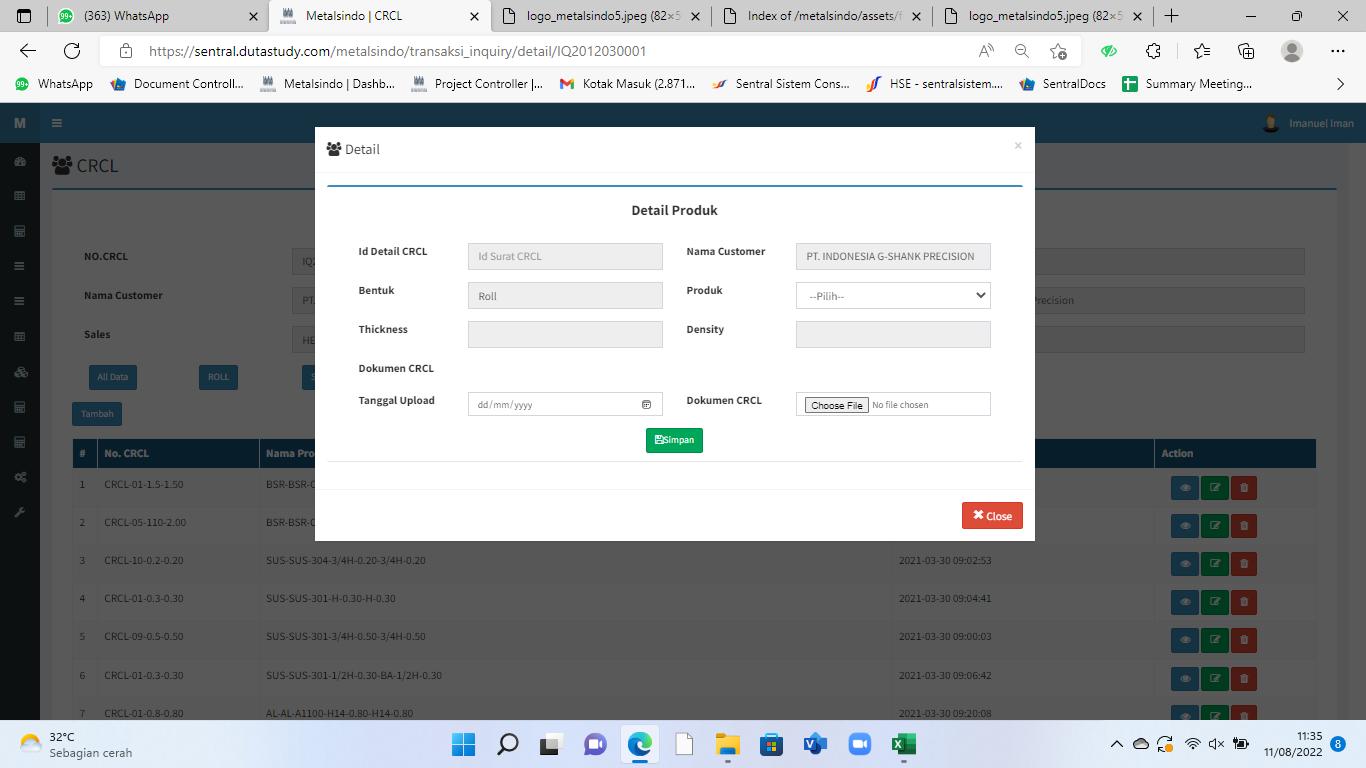 (363) WhatsApp
Metalsindo | CRCL
logo_metalsindo5.jpeg (82×5
Index of /metalsindo/assets/f
logo_metalsindo5.jpeg (82×5
https://sentral.dutastudy.com/metalsindo/transaksi_inquiry/detail/IQ2012030001
99+ WhatsApp
Document Controll...
Metalsindo | Dashb...
Project Controller |...
Kotak Masuk (2.871...
Sentral Sistem Cons...
HSE - sentralsistem....
SentralDocs
Summary Meeting...
M
Imanuel Iman
CRCL
NO.CRCL
IQ2
Nama Customer
PT.
Precision
Sales
HE
All Data
ROLL
S
Tambah
Detail
×
Detail Produk
Id Detail CRCL
Id Surat CRCL
Nama Customer
PT. INDONESIA G-SHANK PRECISION
Bentuk
Roll
Produk
--Pilih--
Thickness
Density
Dokumen CRCL
Tanggal Upload
dd/mm/yyyy
Dokumen CRCL
Choose File No file chosen
Simpan
Close
# No. CRCL Nama Pro Action
1 CRCL-01-1.5-1.50 BSR-BSR-C
2 CRCL-05-110-2.00 BSR-BSR-C
3 CRCL-10-0.2-0.20 SUS-SUS-304-3/4H-0.20-3/4H-0.20 2021-03-30 09:02:53
4 CRCL-01-0.3-0.30 SUS-SUS-301-H-0.30-H-0.30 2021-03-30 09:04:41
5 CRCL-09-0.5-0.50 SUS-SUS-301-3/4H-0.50-3/4H-0.50 2021-03-30 09:00:03
6 CRCL-01-0.3-0.30 SUS-SUS-301-1/2H-0.30-BA-1/2H-0.30 2021-03-30 09:06:42
7 CRCL-01-0.8-0.80 AL-AL-A1100-H14-0.80-H14-0.80 2021-03-30 09:20:08
32°C
Sebagian cerah
11:35
11/08/2022
8